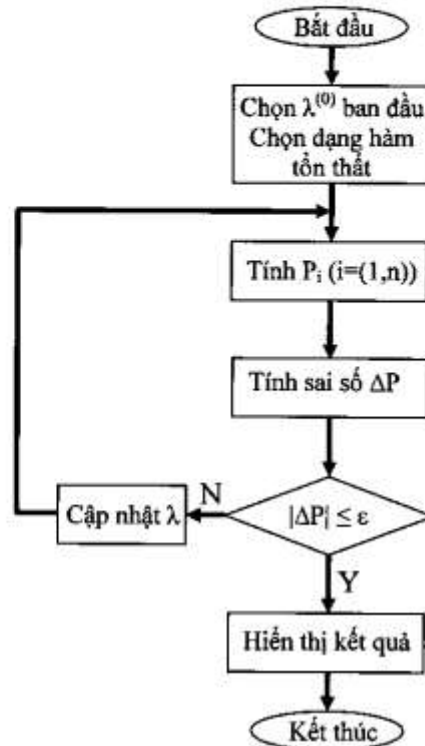 Bắt đầu
Chọn λ⁽⁰⁾ ban đầu
Chọn dạng hàm
tổn thất
Tính Pᵢ (i=(1,n))
Tính sai số ΔP
|ΔP| ≤ ε
N
Cập nhật λ
Y
Hiển thị kết quả
Kết thúc